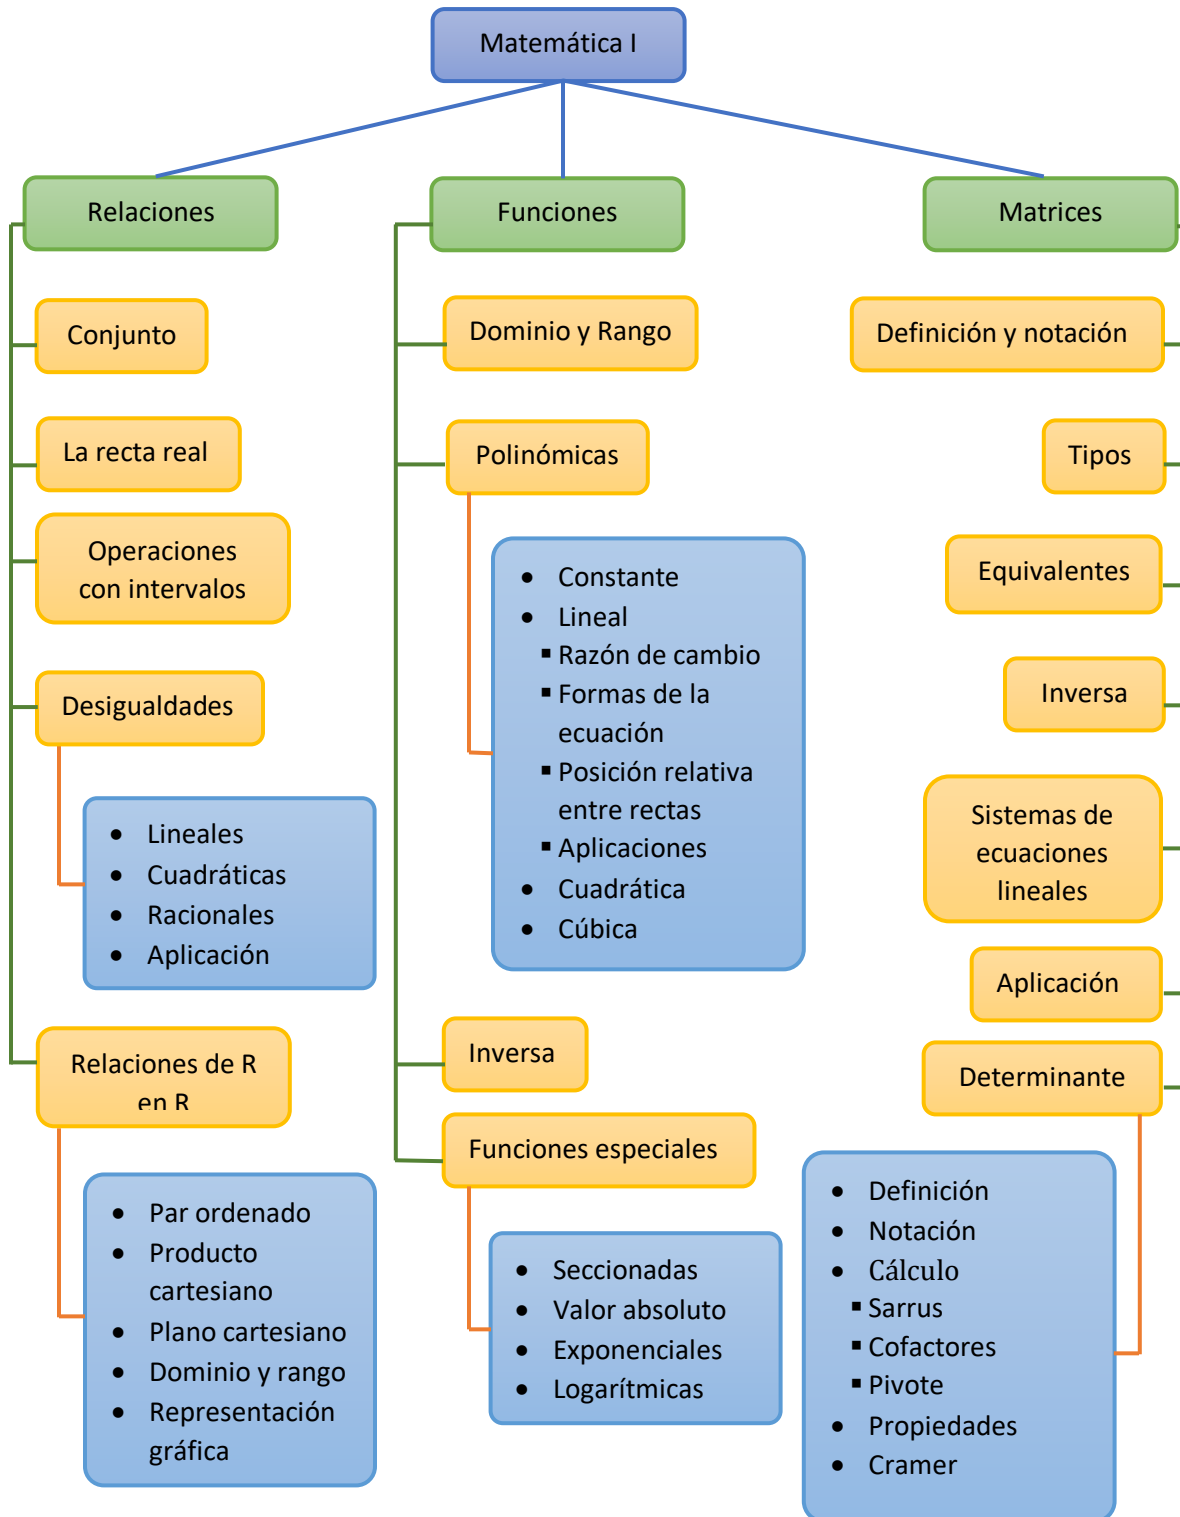 Matemática I
Relaciones
Conjunto
La recta real
Operaciones
con intervalos
Desigualdades
• Lineales
• Cuadráticas
• Racionales
• Aplicación
Relaciones de R
en R
• Par ordenado
• Producto
cartesiano
• Plano cartesiano
• Dominio y rango
• Representación
gráfica
Funciones
Dominio y Rango
Polinómicas
• Constante
• Lineal
▪ Razón de cambio
▪ Formas de la
ecuación
▪ Posición relativa
entre rectas
▪ Aplicaciones
• Cuadrática
• Cúbica
Inversa
Funciones especiales
• Seccionadas
• Valor absoluto
• Exponenciales
• Logarítmicas
Matrices
Definición y notación
Tipos
Equivalentes
Inversa
Sistemas de
ecuaciones
lineales
Aplicación
Determinante
• Definición
• Notación
• Cálculo
▪ Sarrus
▪ Cofactores
▪ Pivote
• Propiedades
• Cramer